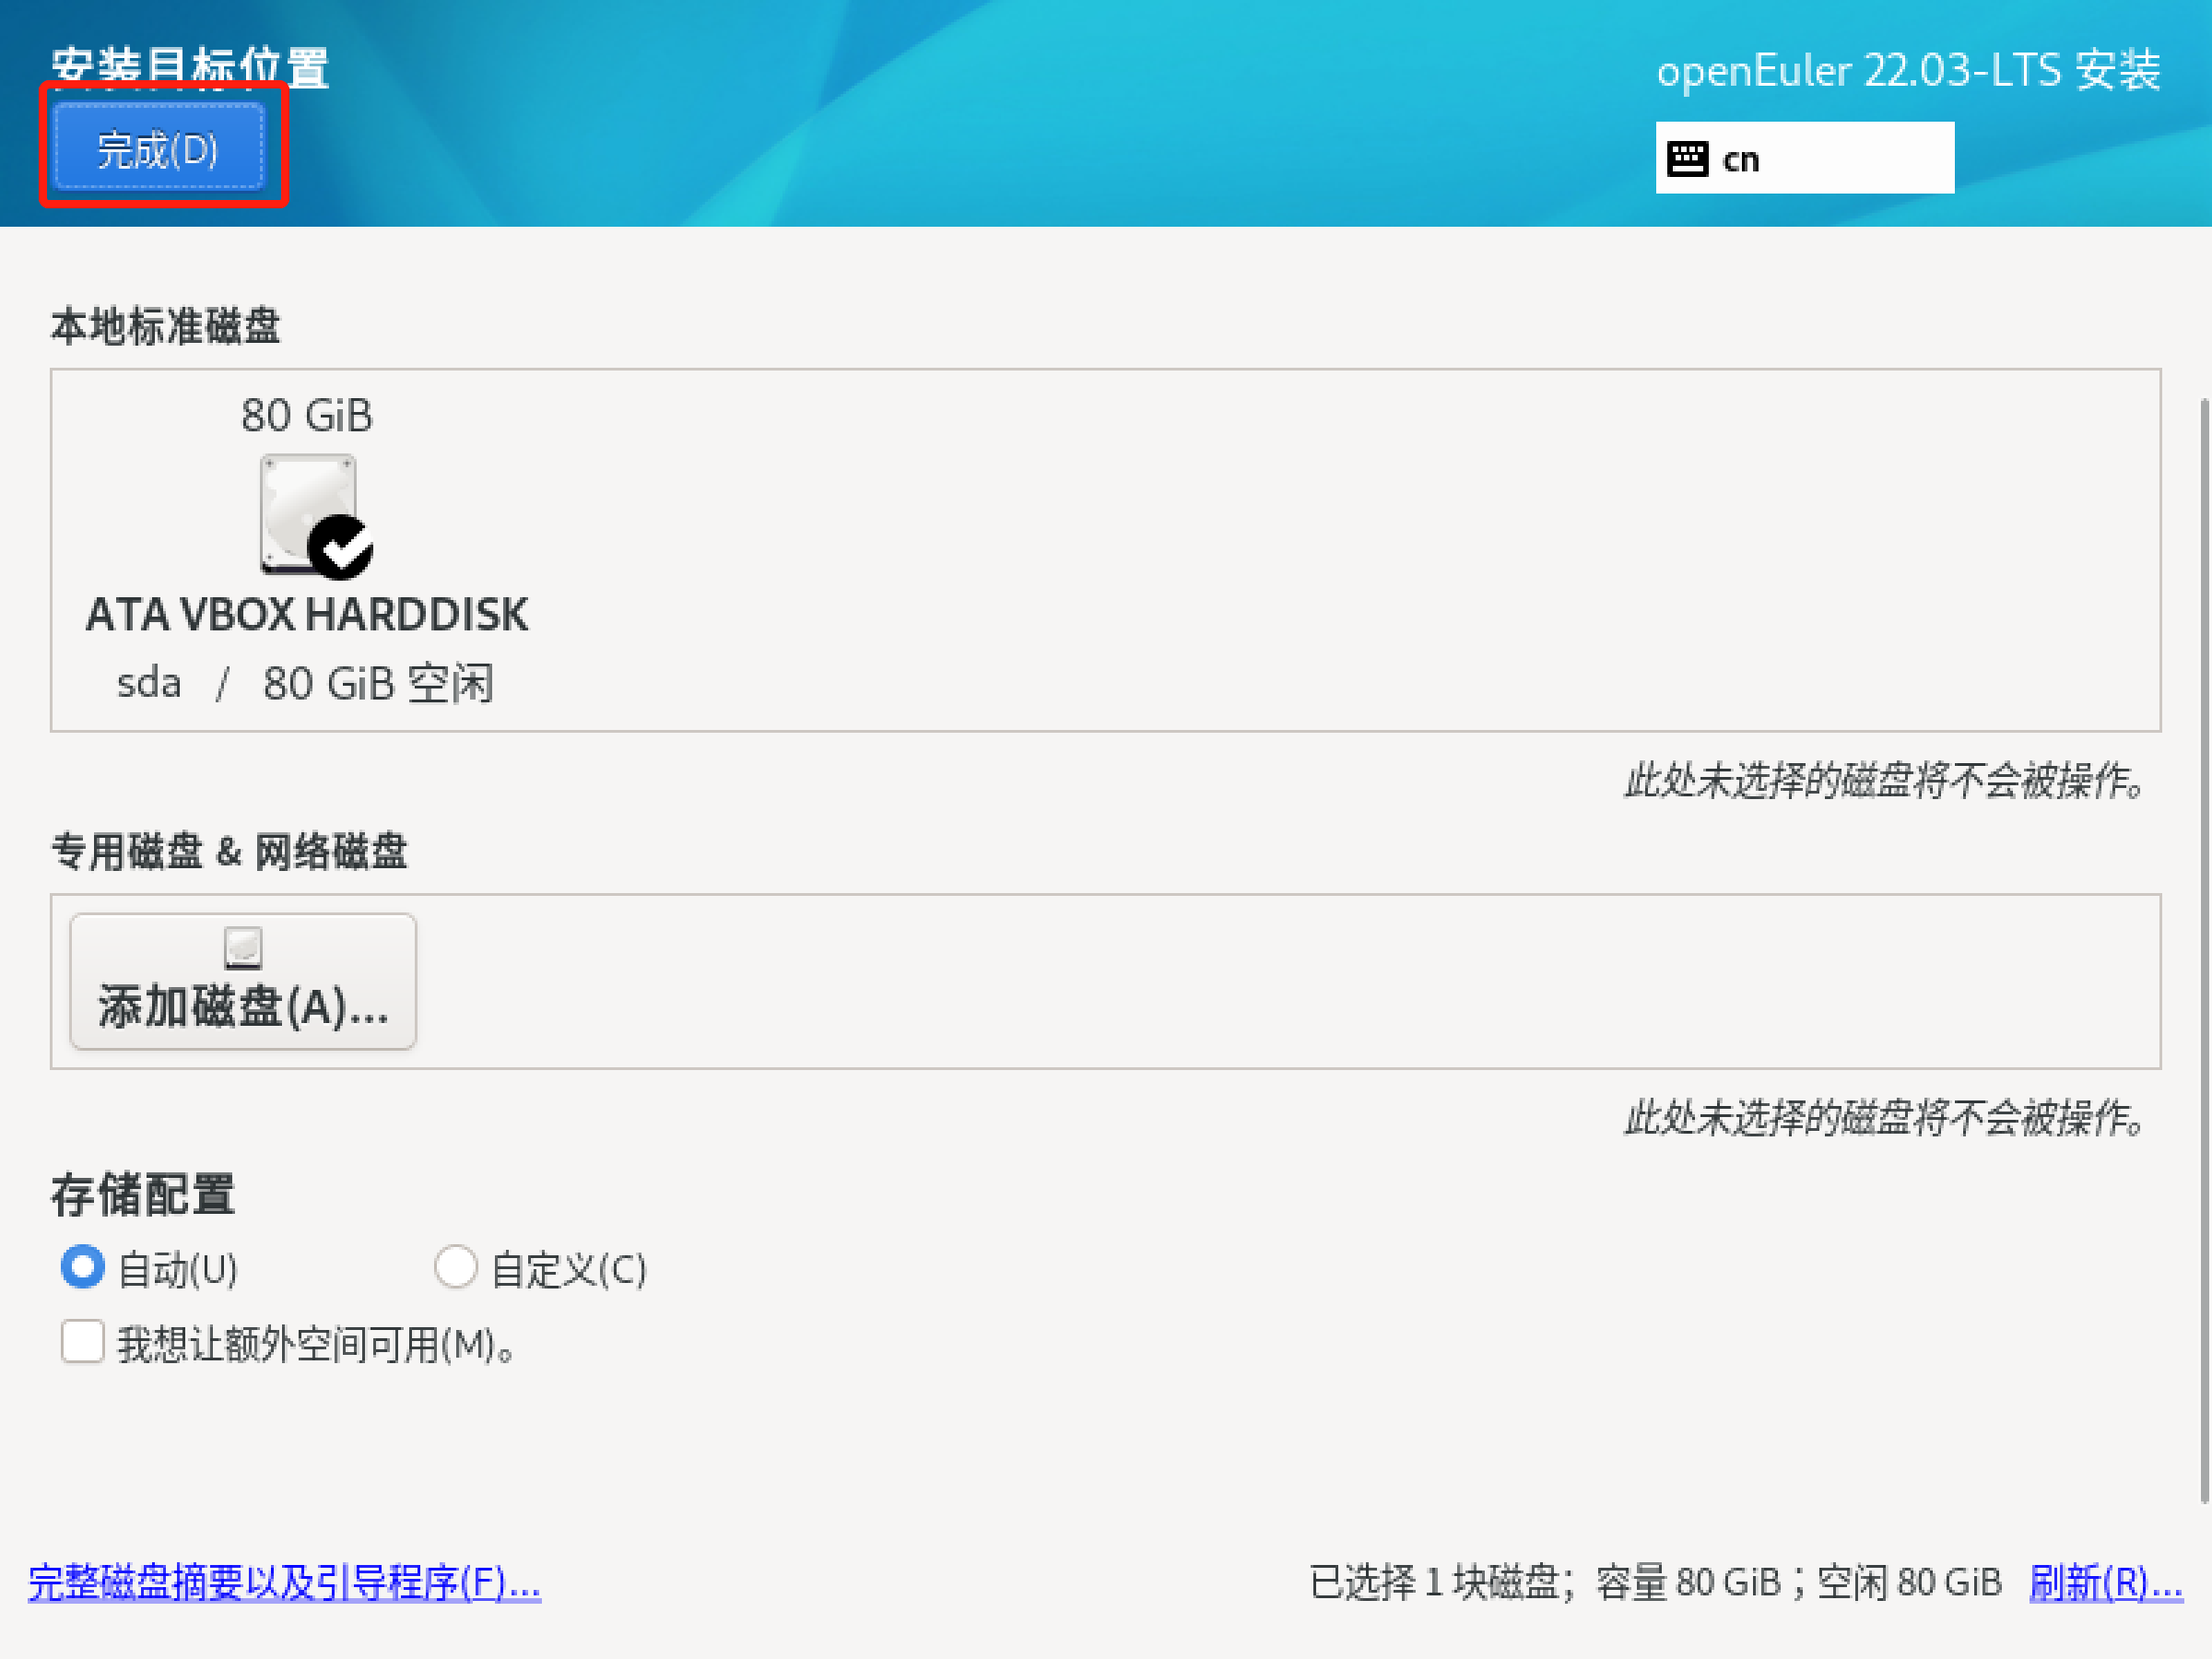 安装目标位置
openEuler 22.03-LTS 安装
完成(D)
cn
本地标准磁盘
80 GiB
ATA VBOX HARDDISK
sda / 80 GiB 空闲
此处未选择的磁盘将不会被操作。
专用磁盘 & 网络磁盘
添加磁盘(A)...
此处未选择的磁盘将不会被操作。
存储配置
自动(U) 自定义(C)
我想让额外空间可用(M)。
完整磁盘摘要以及引导程序(F)... 已选择 1 块磁盘；容量 80 GiB ; 空闲 80 GiB 刷新(R)...